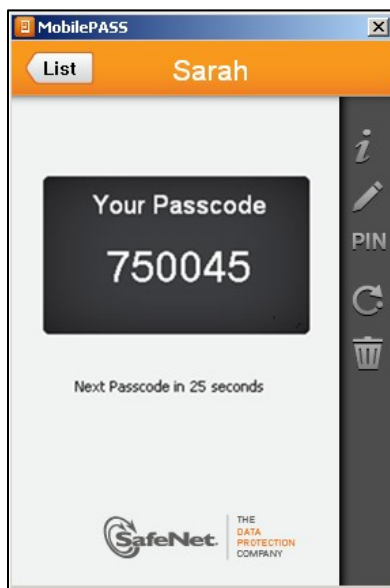 MobilePASS
List
Sarah
Your Passcode
750045
Next Passcode in 25 seconds
i
PIN
SafeNet.
THE
DATA
PROTECTION
COMPANY